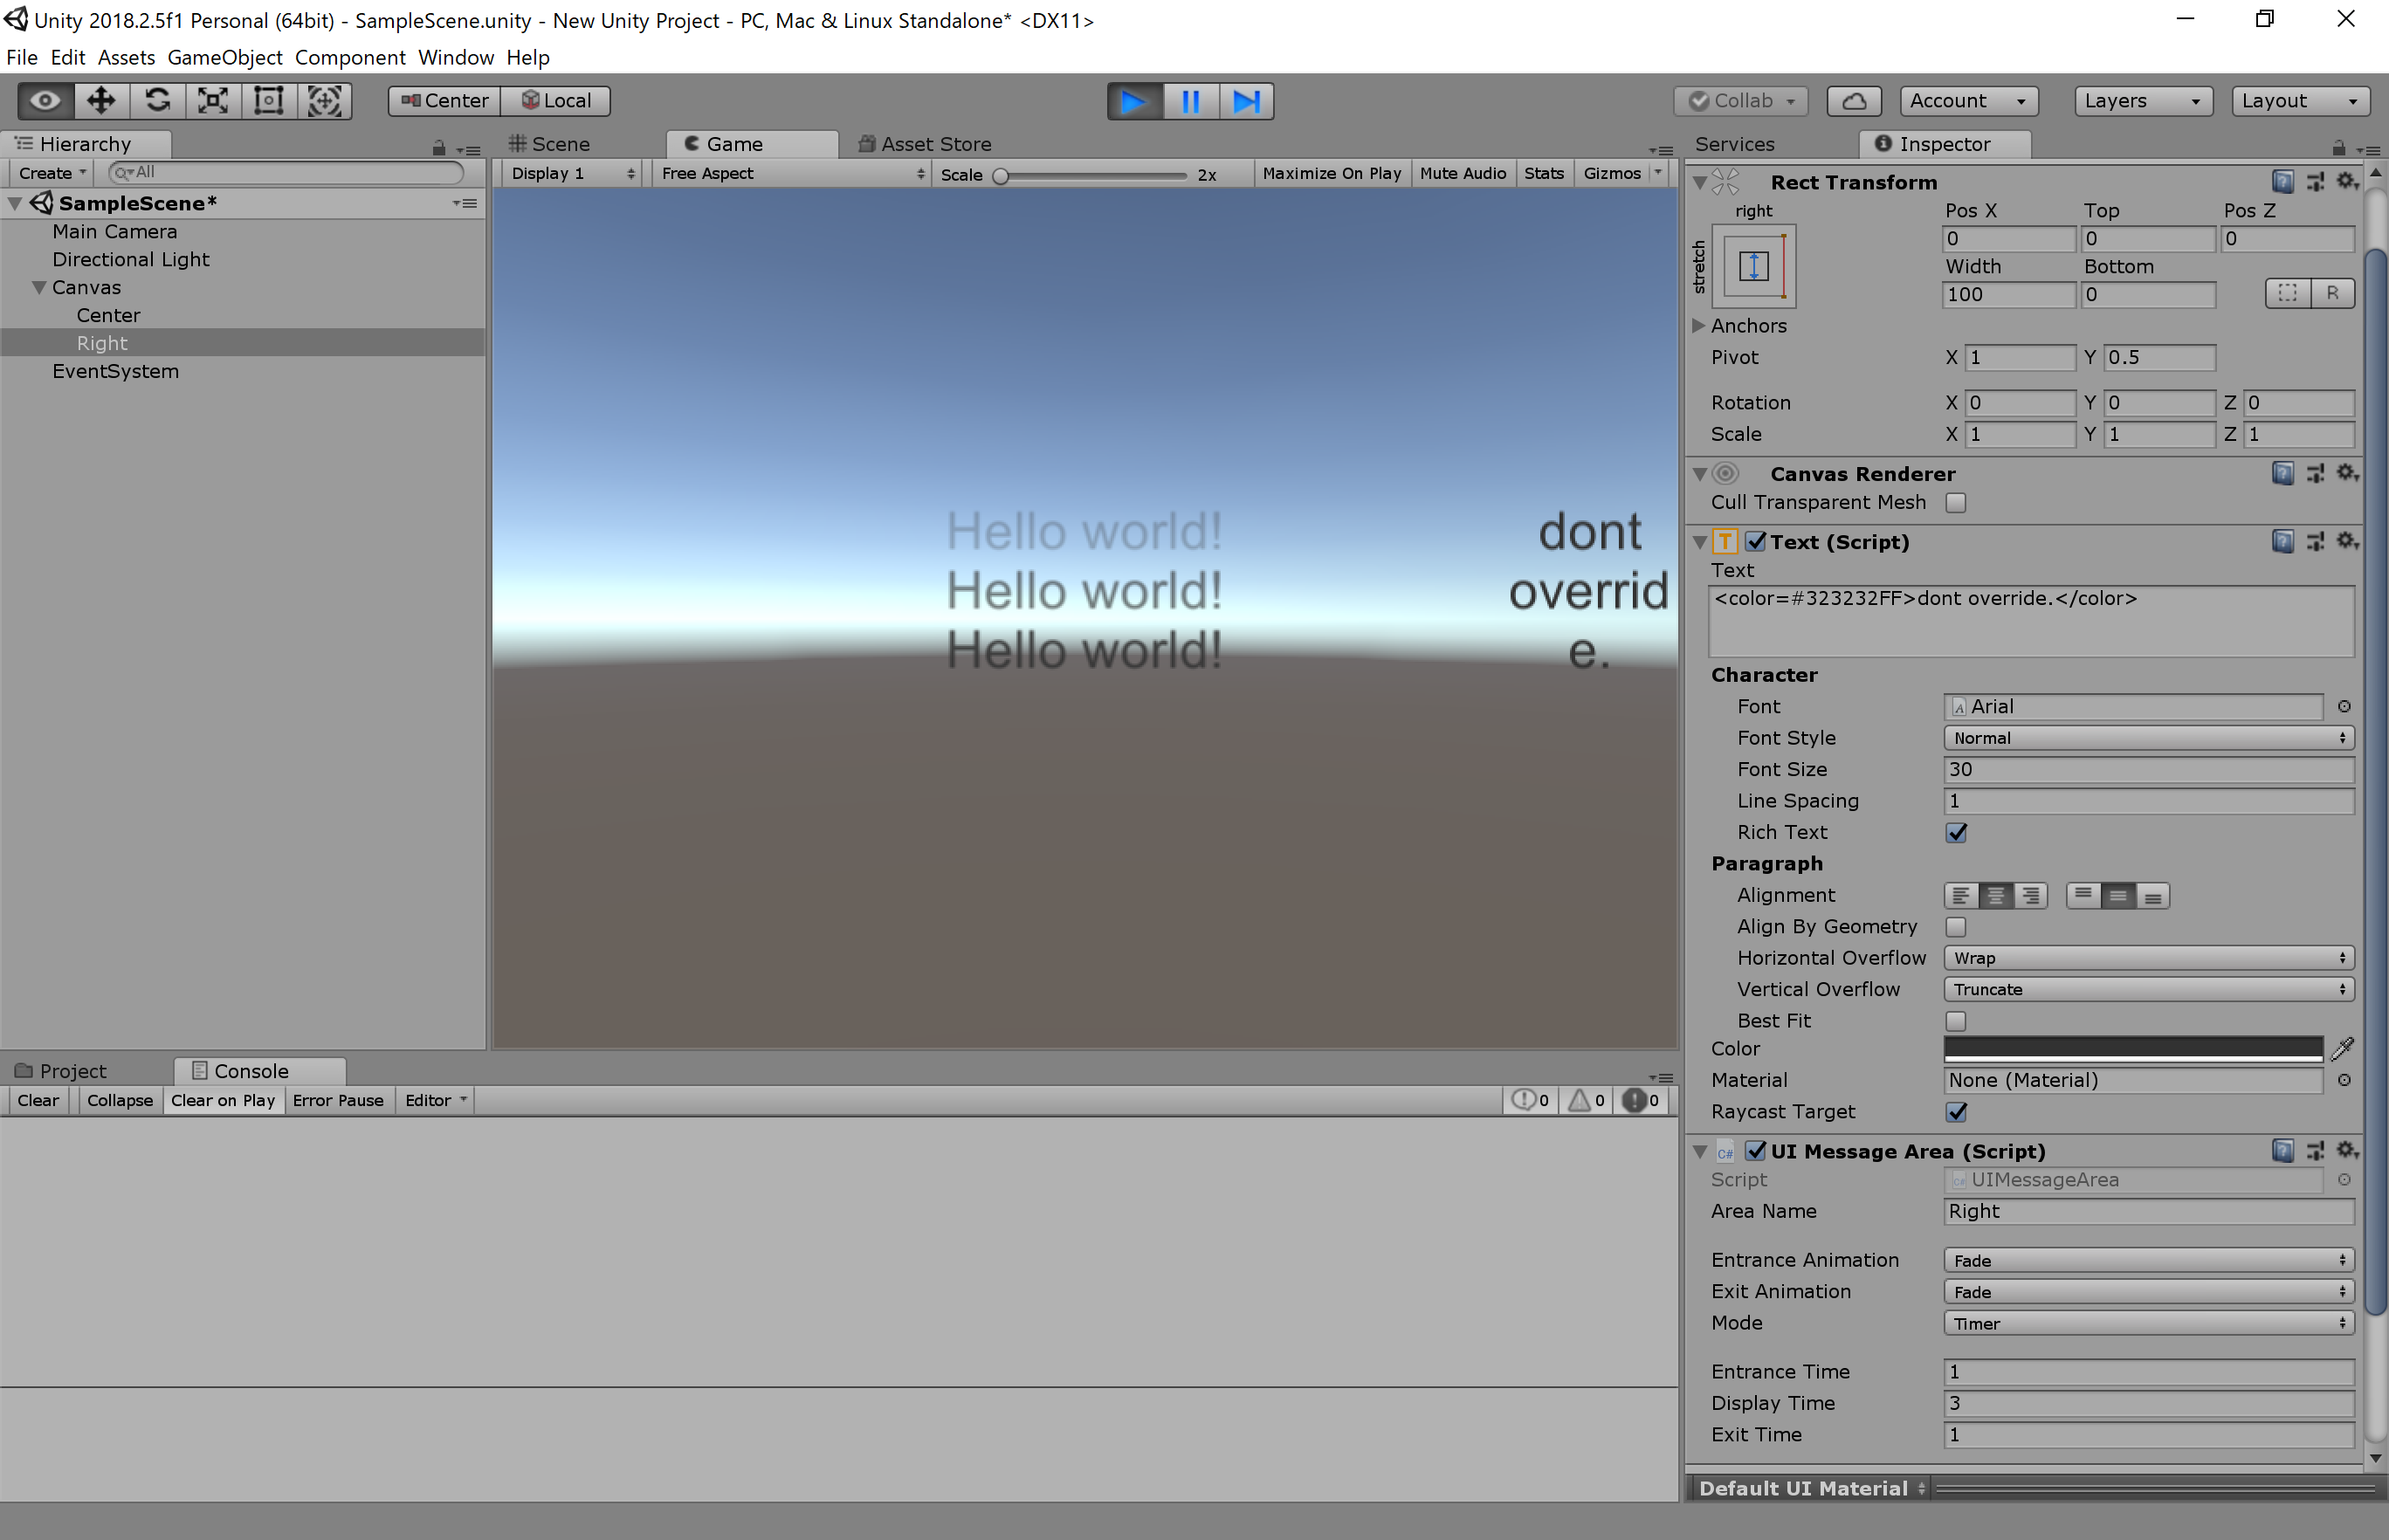 Unity 2018.2.5f1 Personal (64bit) - SampleScene.unity - New Unity Project - PC, Mac & Linux Standalone* <DX11>
File Edit Assets GameObject Component Window Help
Center Local
Collab Account Layers Layout
Hierarchy
Create All
SampleScene*
Main Camera
Directional Light
Canvas
Center
Right
EventSystem
Scene Game Asset Store
Display 1 Free Aspect Scale 2x Maximize On Play Mute Audio Stats Gizmos
Hello world!
Hello world!
Hello world!
dont
overrid
e.
Project Console
Clear Collapse Clear on Play Error Pause Editor 0 0 0
Services Inspector
Rect Transform
right
stretch
Pos X Top Pos Z
0 0 0
Width Bottom
100 0
R
Anchors
Pivot X 1 Y 0.5
Rotation X 0 Y 0 Z 0
Scale X 1 Y 1 Z 1
Canvas Renderer
Cull Transparent Mesh
T Text (Script)
Text
<color=#323232FF>dont override.</color>
Character
Font Arial
Font Style Normal
Font Size 30
Line Spacing 1
Rich Text
Paragraph
Alignment
Align By Geometry
Horizontal Overflow Wrap
Vertical Overflow Truncate
Best Fit
Color
Material None (Material)
Raycast Target
C# UI Message Area (Script)
Script UIMessageArea
Area Name Right
Entrance Animation Fade
Exit Animation Fade
Mode Timer
Entrance Time 1
Display Time 3
Exit Time 1
Default UI Material